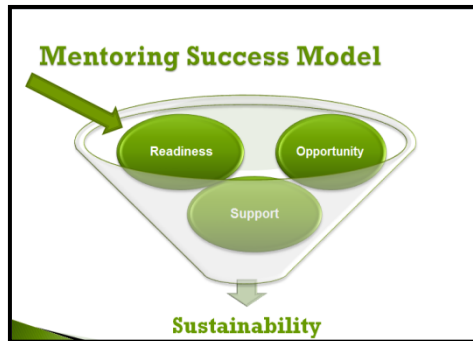 Mentoring Success Model
Readiness
Opportunity
Support
Sustainability